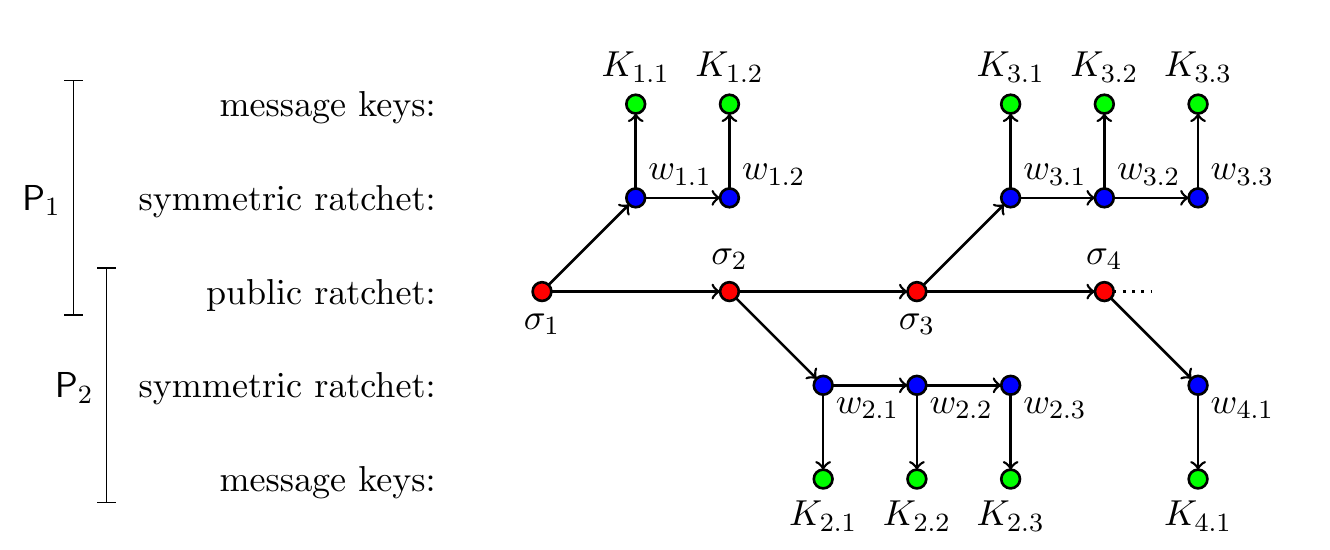 K₁.₁ K₁.₂ K₃.₁ K₃.₂ K₃.₃
message keys:
w₁.₁ w₁.₂ w₃.₁ w₃.₂ w₃.₃
P₁ symmetric ratchet:
σ₂ σ₄
public ratchet:
σ₁ σ₃
P₂ symmetric ratchet:
w₂.₁ w₂.₂ w₂.₃ w₄.₁
message keys:
K₂.₁ K₂.₂ K₂.₃ K₄.₁